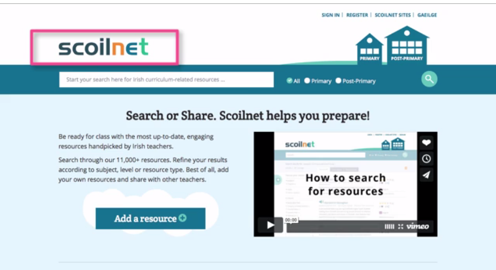 SIGN IN | REGISTER | SCOILNET SITES | GAEILGE
scoilnet
PRIMARY
POST-PRIMARY
Start your search here for Irish curriculum-related resources ...
All Primary Post-Primary
Search or Share. Scoilnet helps you prepare!
Be ready for class with the most up-to-date, engaging
resources handpicked by Irish teachers.
Search through our 11,000+ resources. Refine your results
according to subject, level or resource type. Best of all, add
your own resources and share with other teachers.
Add a resource
scoilnet
How to search
for resources
00:00
vimeo